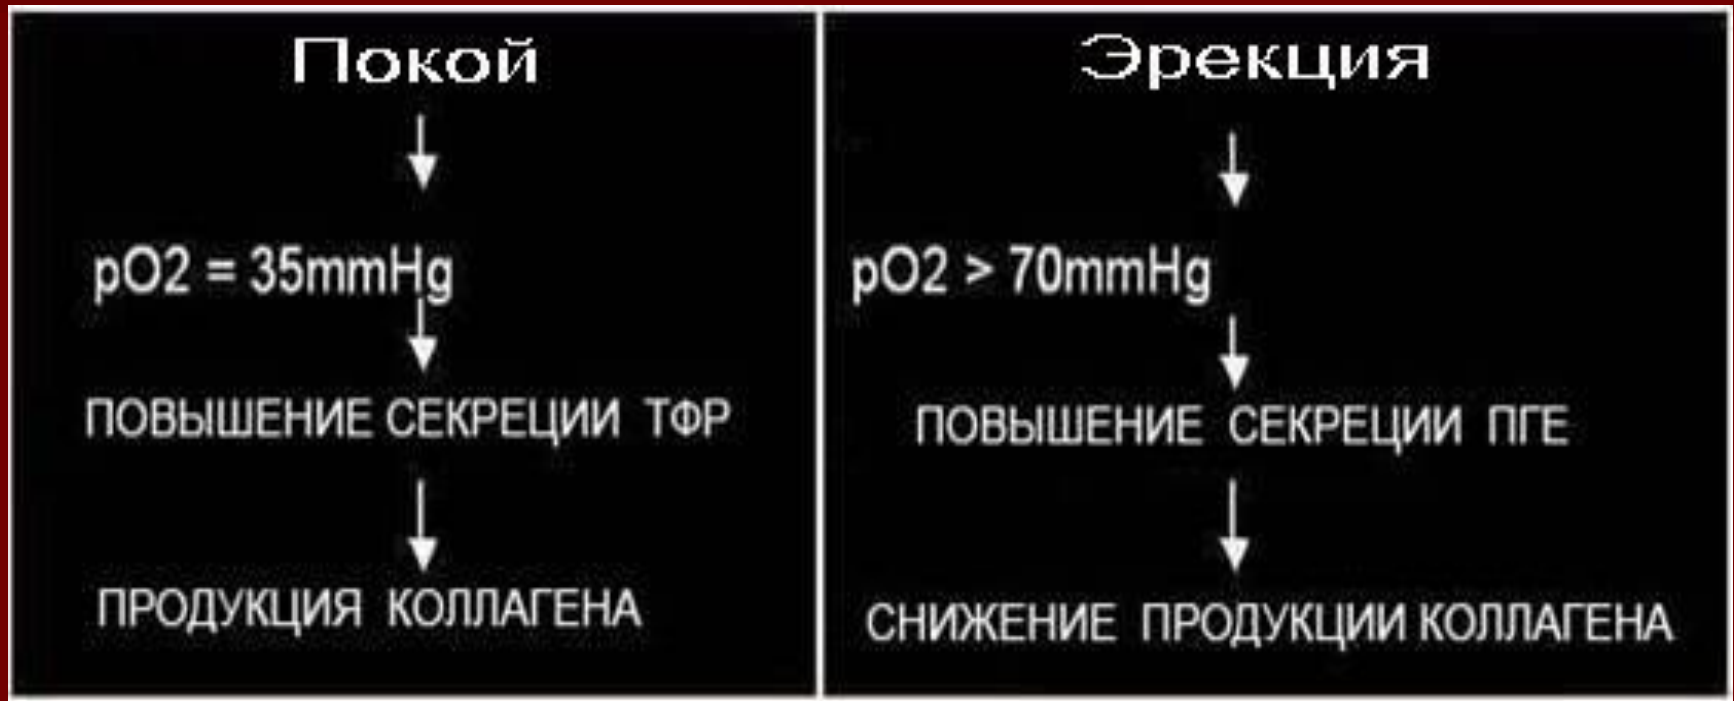 Покой
pO2 = 35mmHg
ПОВЫШЕНИЕ СЕКРЕЦИИ ТФР
ПРОДУКЦИЯ КОЛЛАГЕНА
Эрекция
pO2 > 70mmHg
ПОВЫШЕНИЕ СЕКРЕЦИИ ПГЕ
СНИЖЕНИЕ ПРОДУКЦИИ КОЛЛАГЕНА